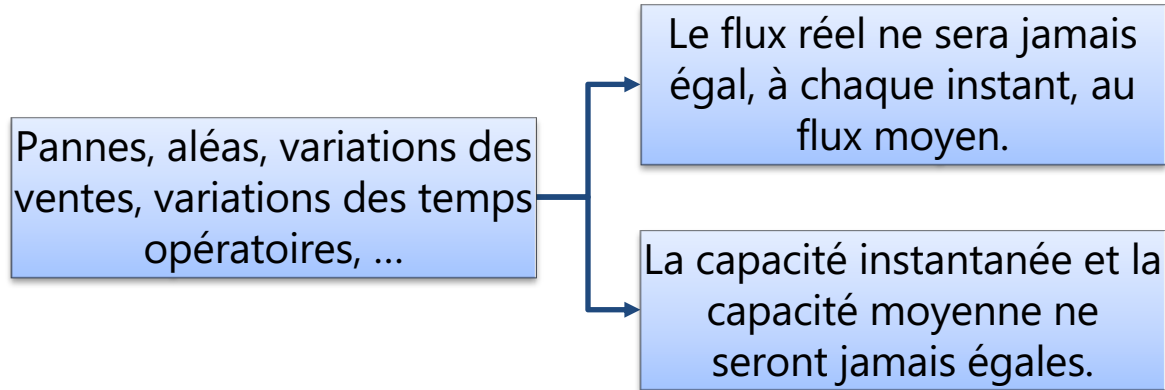 Pannes, aléas, variations des
ventes, variations des temps
opératoires, ...
Le flux réel ne sera jamais
égal, à chaque instant, au
flux moyen.
La capacité instantanée et la
capacité moyenne ne
seront jamais égales.